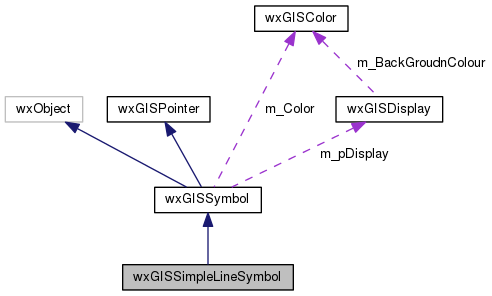 wxGISColor
m_BackGroudnColour
wxObject
wxGISPointer
m_Color
wxGISDisplay
m_pDisplay
wxGISSymbol
wxGISSimpleLineSymbol